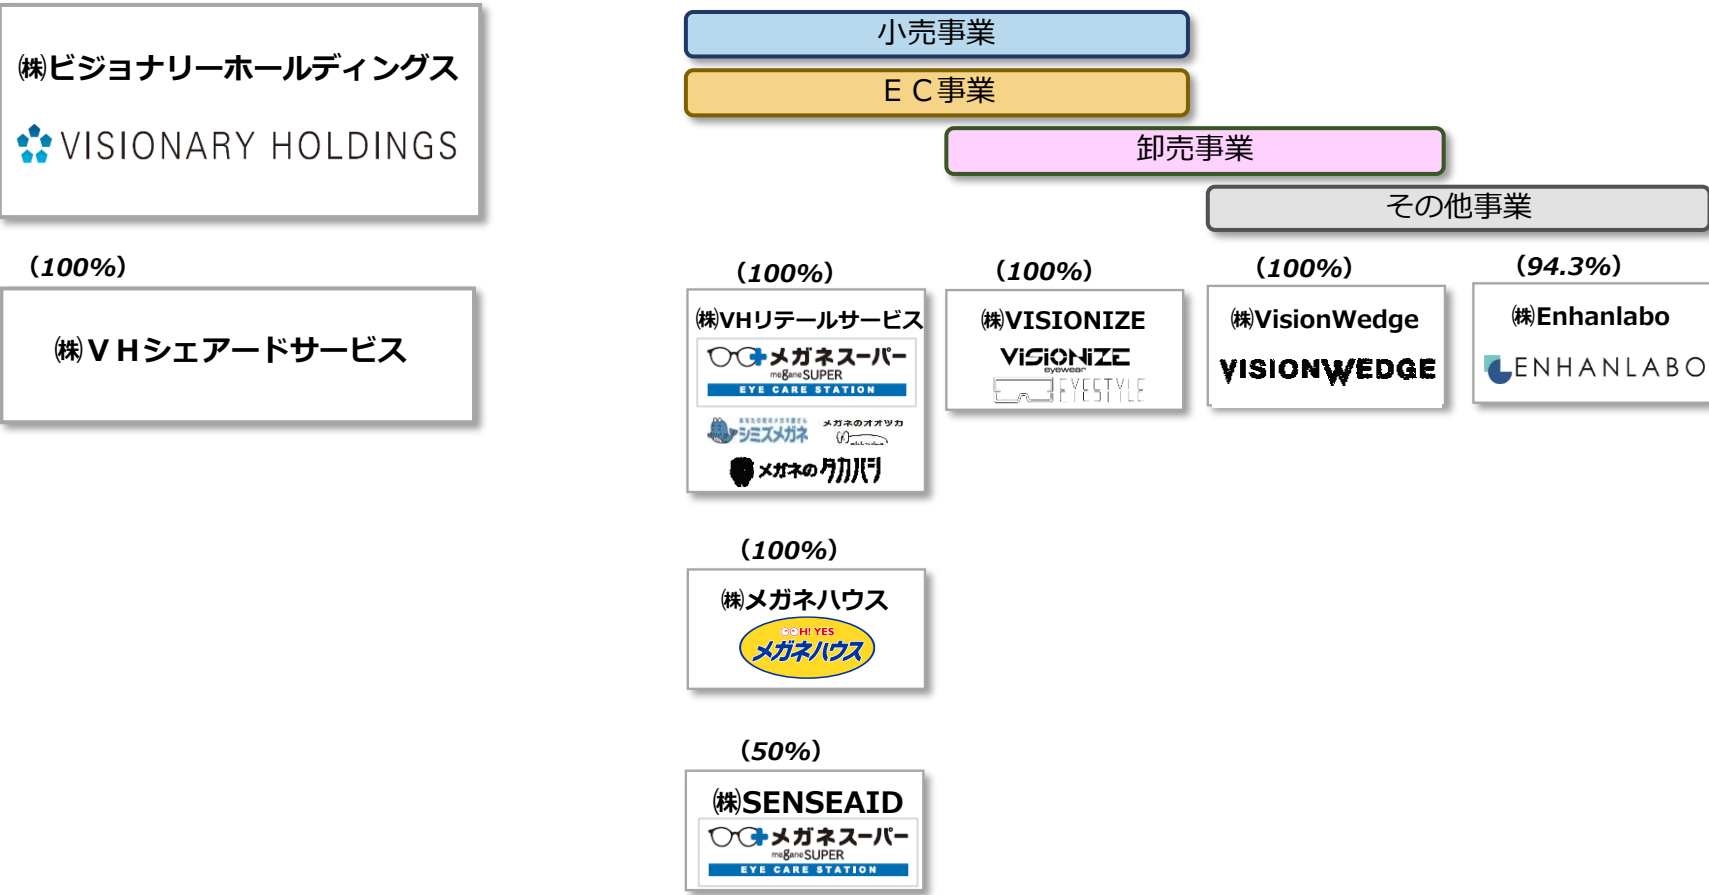 ㈱ビジョナリーホールディングス
VISIONARY HOLDINGS
（100%）
㈱ＶＨシェアードサービス
小売事業
ＥＣ事業
卸売事業
その他事業
（100%）
㈱VHリテールサービス
メガネスーパー
meganeSUPER
EYE CARE STATION
シミズメガネ
メガネのオオツカ
メガネのタカハシ
（100%）
㈱VISIONIZE
VISIONIZE
eyewear
EYESTYLE
（100%）
㈱VisionWedge
VISIONWEDGE
（94.3%）
㈱Enhanlabo
ENHANLABO
（100%）
㈱メガネハウス
OOH! YES
メガネハウス
（50%）
㈱SENSEAID
メガネスーパー
meganeSUPER
EYE CARE STATION